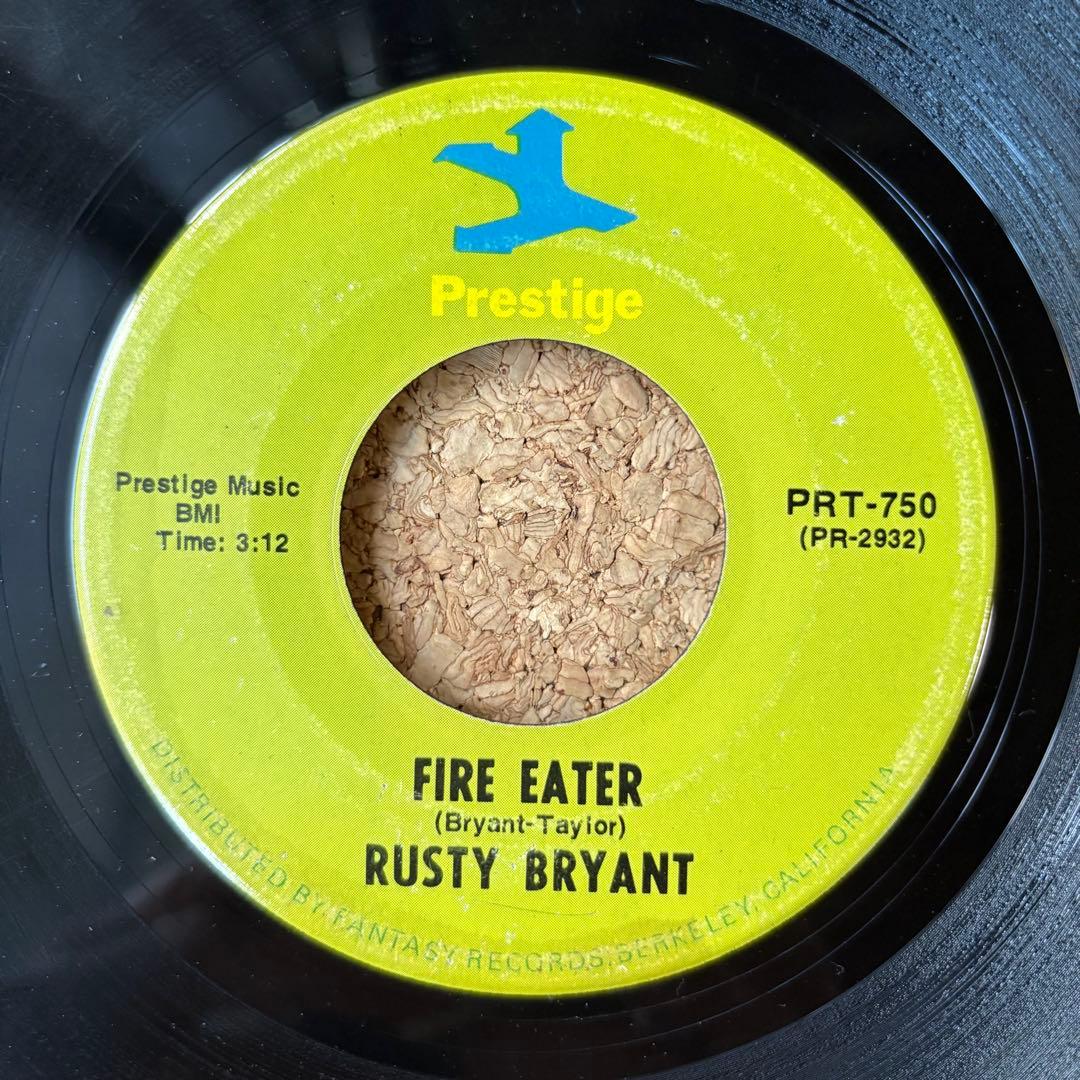 Prestige
Prestige Music
BMI
Time: 3:12
PRT-750
(PR-2932)
FIRE EATER
(Bryant-Taylor)
RUSTY BRYANT
DISTRIBUTED BY FANTASY RECORDS, BERKELEY, CALIFORNIA